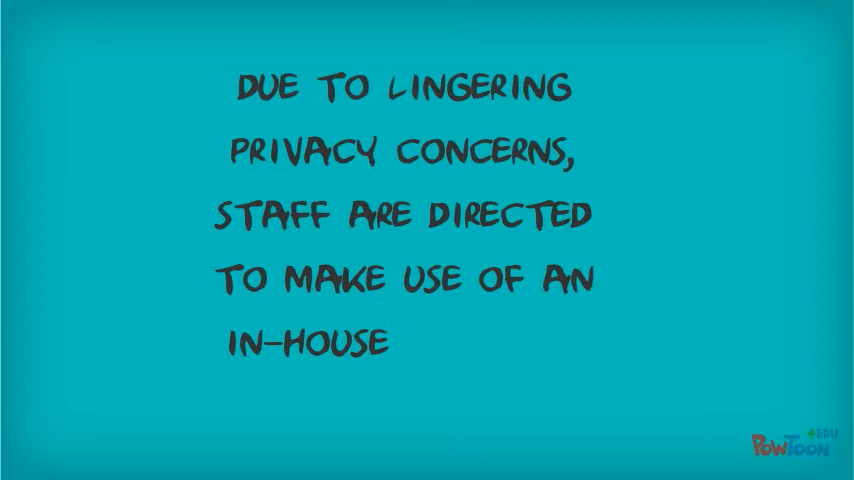 DUE TO LINGERING
PRIVACY CONCERNS,
STAFF ARE DIRECTED
TO MAKE USE OF AN
IN-HOUSE
+EDU
POWTOON